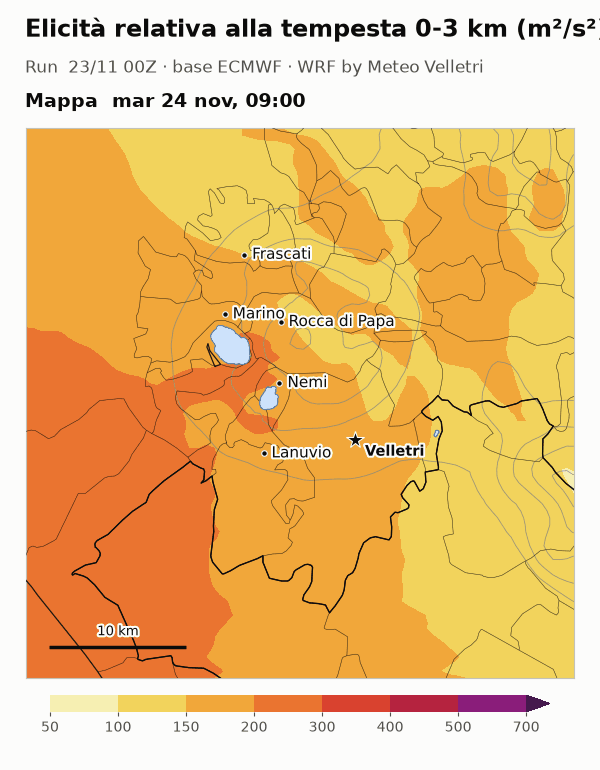 Elicità relativa alla tempesta 0-3 km (m²/s²)
Run  23/11 00Z · base ECMWF · WRF by Meteo Velletri
Mappa  mar 24 nov, 09:00
Frascati
Marino
Rocca di Papa
Nemi
Velletri
Lanuvio
10 km
50 100 150 200 300 400 500 700